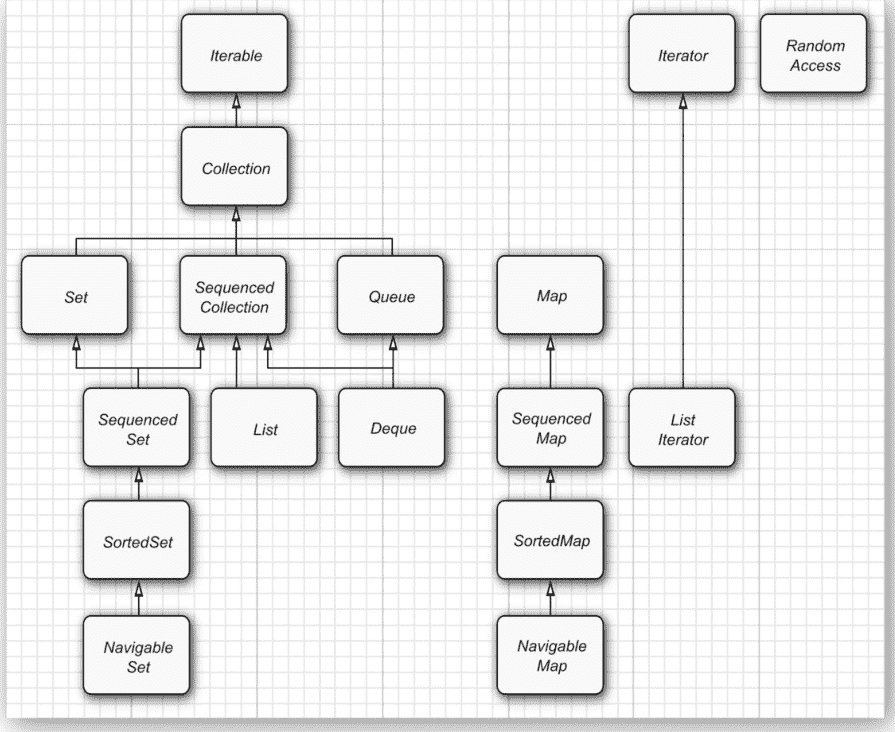 Iterable
Iterator
Random
Access
Collection
Set
Sequenced
Collection
Queue
Map
Sequenced
Set
List
Deque
Sequenced
Map
List
Iterator
SortedSet
SortedMap
Navigable
Set
Navigable
Map